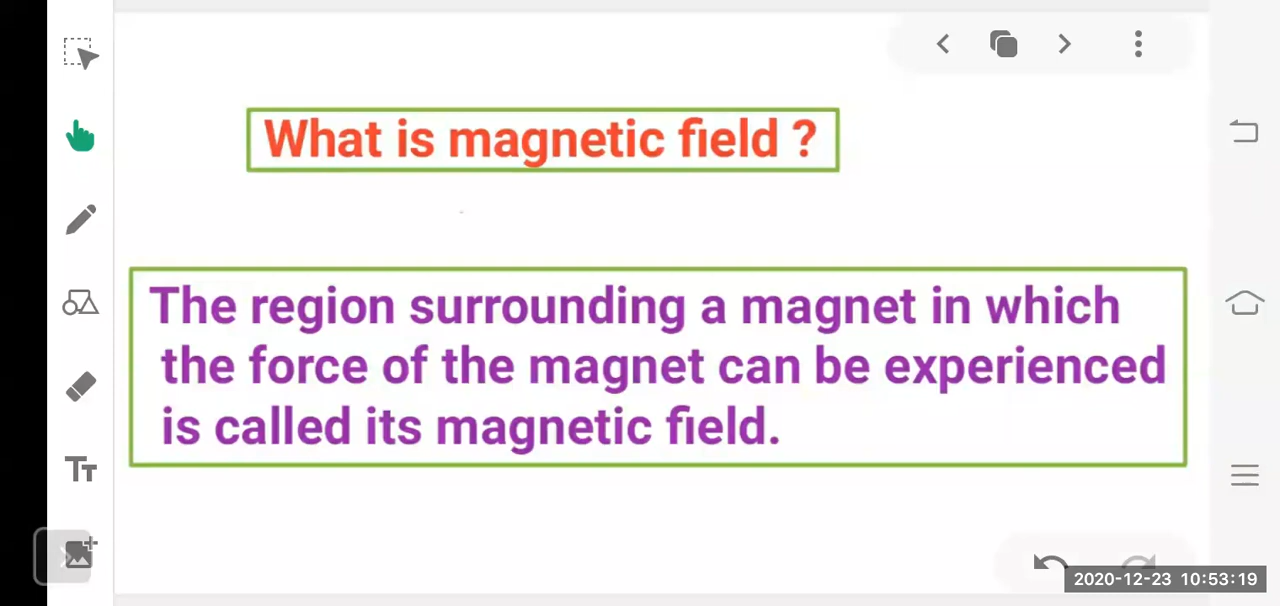 What is magnetic field ?
The region surrounding a magnet in which
the force of the magnet can be experienced
is called its magnetic field.
TT
2020-12-23 10:53:19